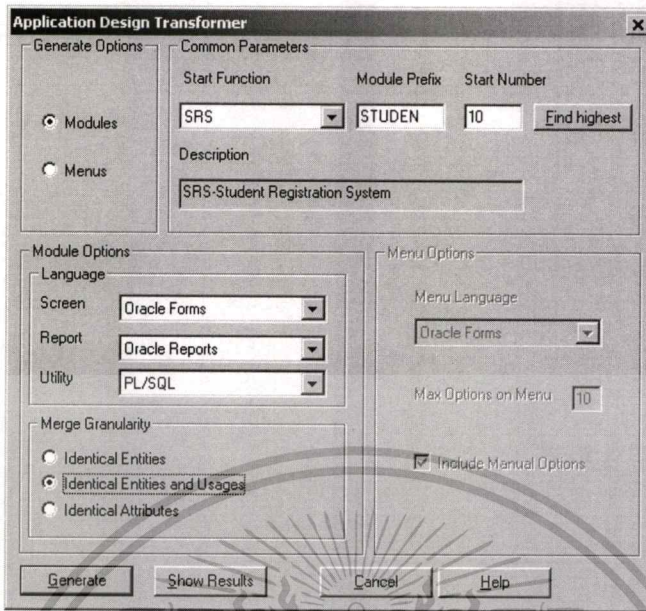 Application Design Transformer
Generate Options
Modules
Menus
Common Parameters
Start Function
Module Prefix
Start Number
SRS
STUDEN
10
Find highest
Description
SRS-Student Registration System
Module Options
Language
Screen
Oracle Forms
Report
Oracle Reports
Utility
PL/SQL
Merge Granularity
Identical Entities
Identical Entities and Usages
Identical Attributes
Menu Options
Menu Language
Oracle Forms
Max Options on Menu
10
Include Manual Options
Generate
Show Results
Cancel
Help